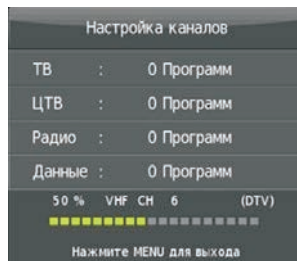 Настройка каналов
ТВ : 0 Программ
ЦТВ : 0 Программ
Радио : 0 Программ
Данные : 0 Программ
50 % VHF CH 6 (DTV)
Нажмите MENU для выхода